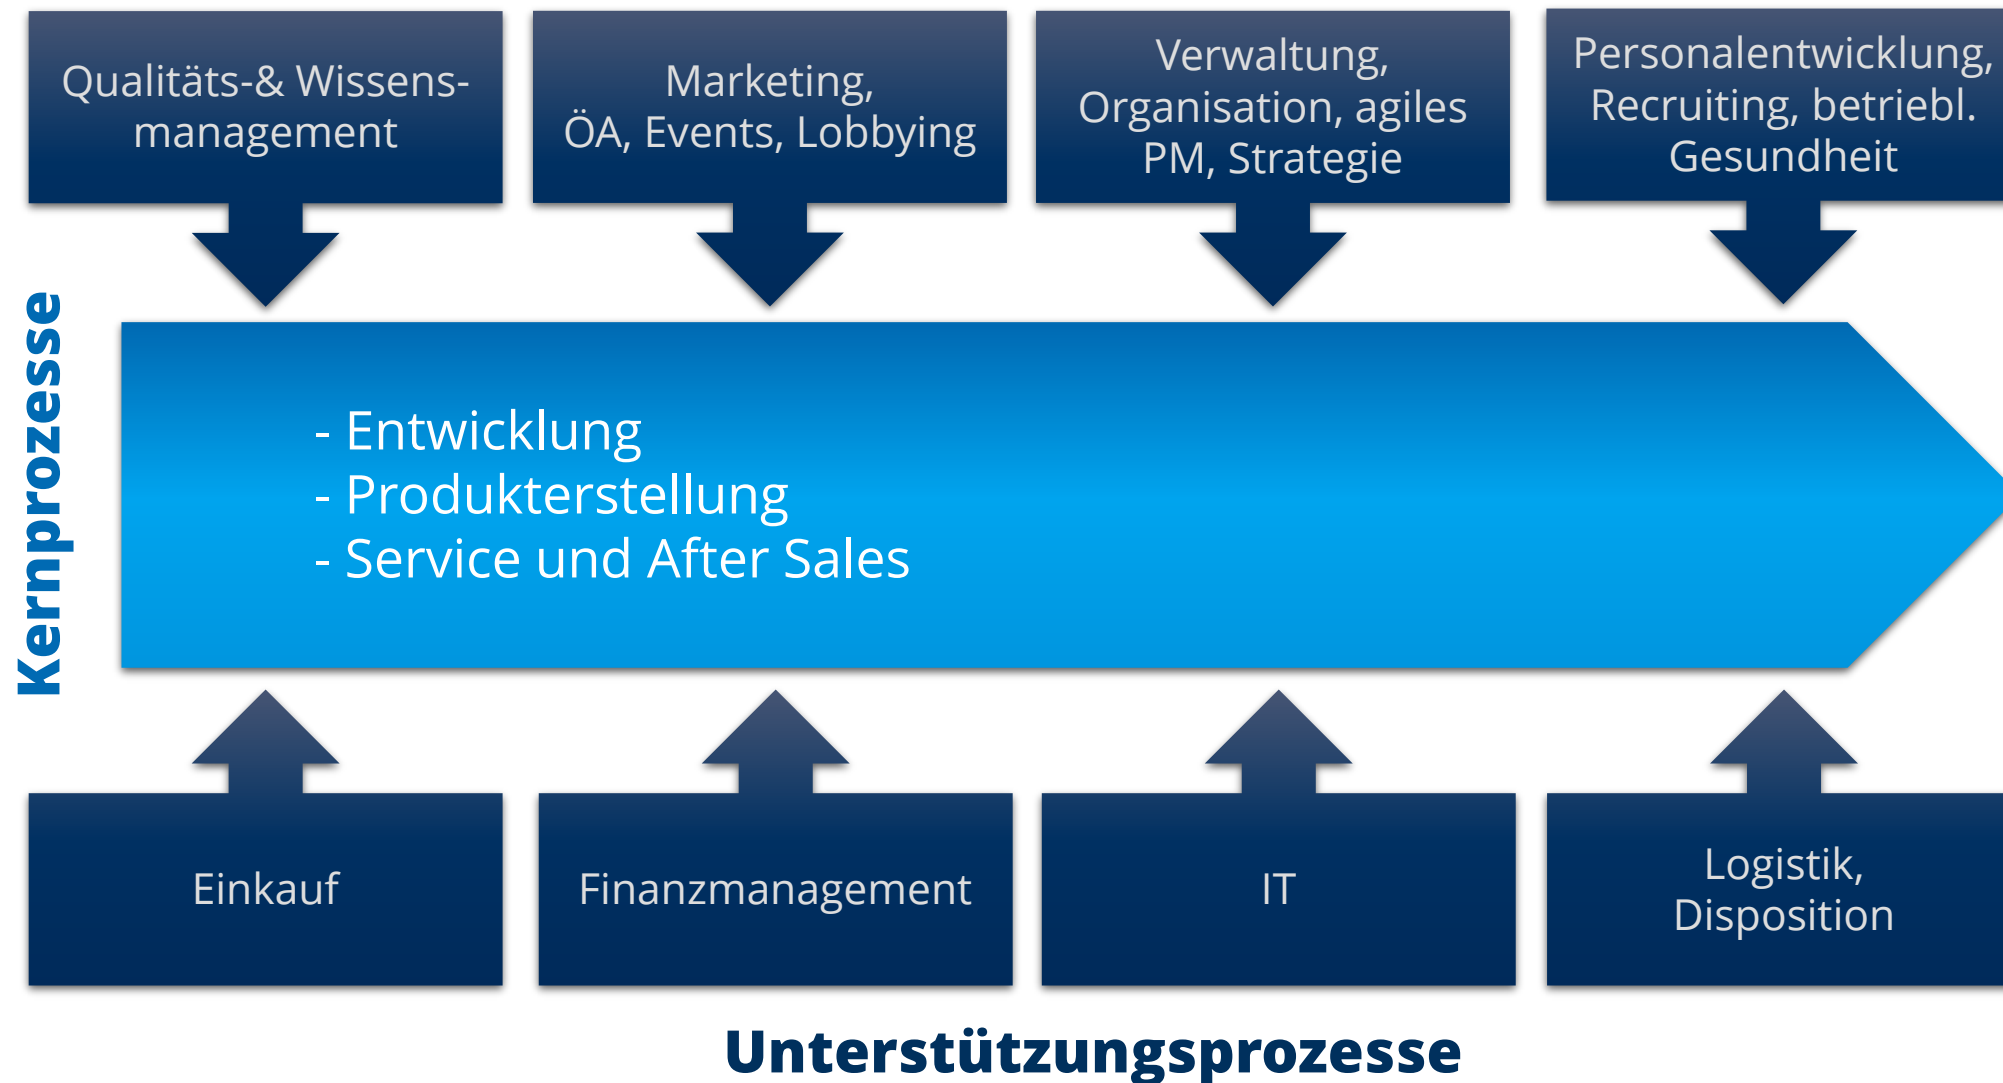 Qualitäts-& Wissens-
management
Marketing,
ÖA, Events, Lobbying
Verwaltung,
Organisation, agiles
PM, Strategie
Personalentwicklung,
Recruiting, betriebl.
Gesundheit
Kernprozesse
- Entwicklung
- Produkterstellung
- Service und After Sales
Einkauf
Finanzmanagement
IT
Logistik,
Disposition
Unterstützungsprozesse